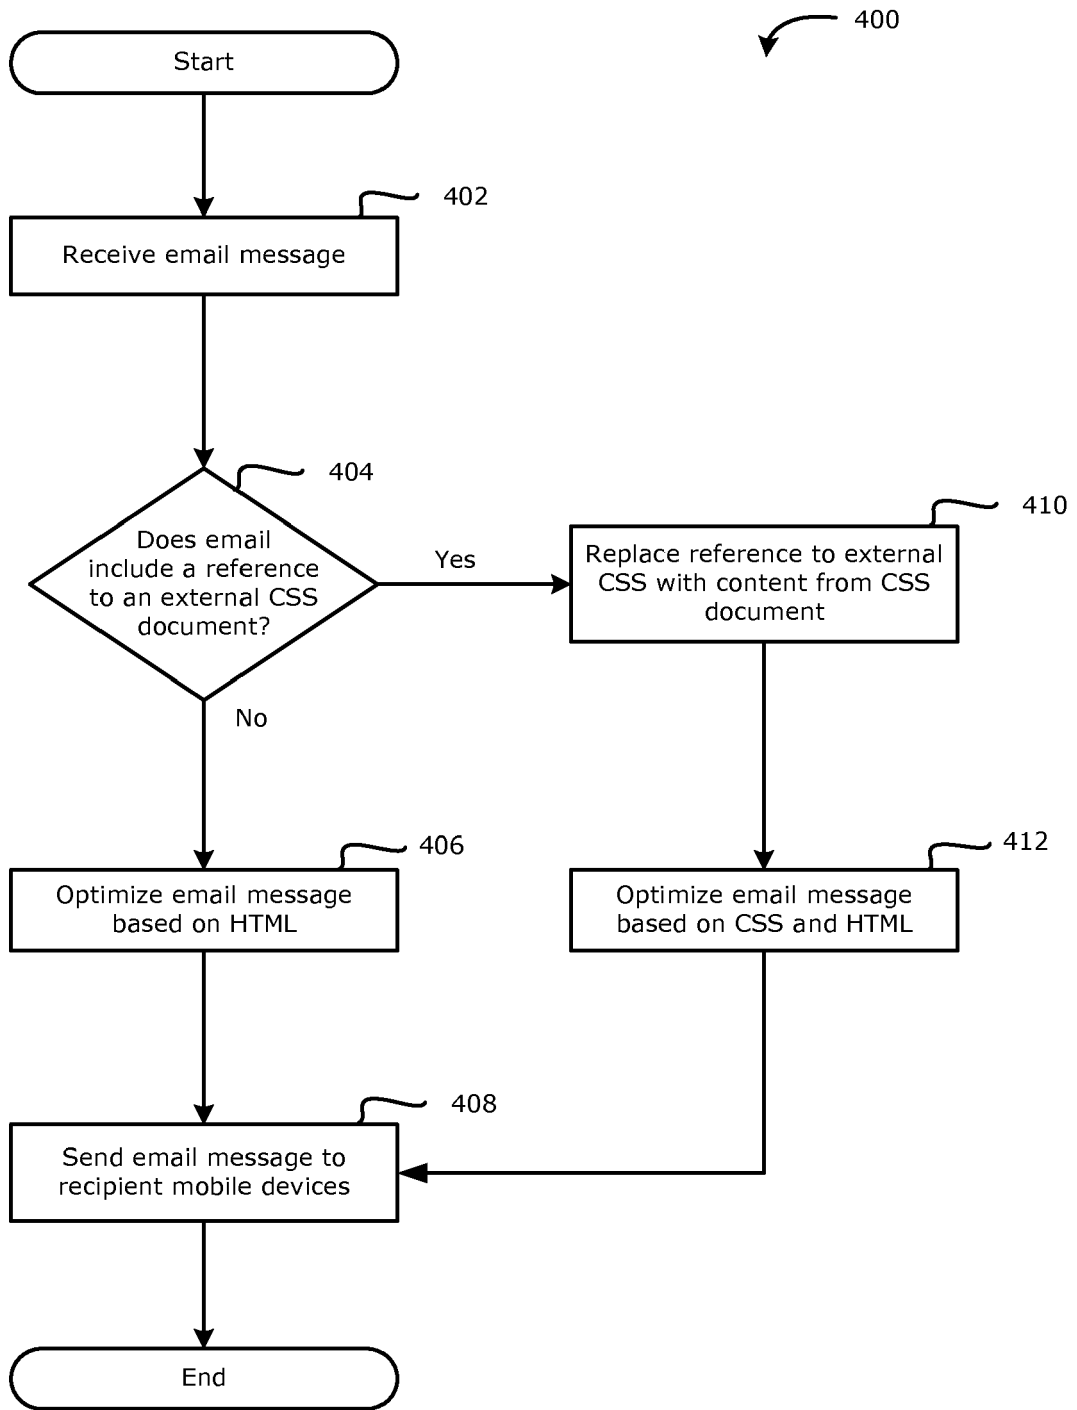 400
Start
402
Receive email message
404
Does email
include a reference
to an external CSS
document?
Yes
410
Replace reference to external
CSS with content from CSS
document
No
406
Optimize email message
based on HTML
412
Optimize email message
based on CSS and HTML
408
Send email message to
recipient mobile devices
End